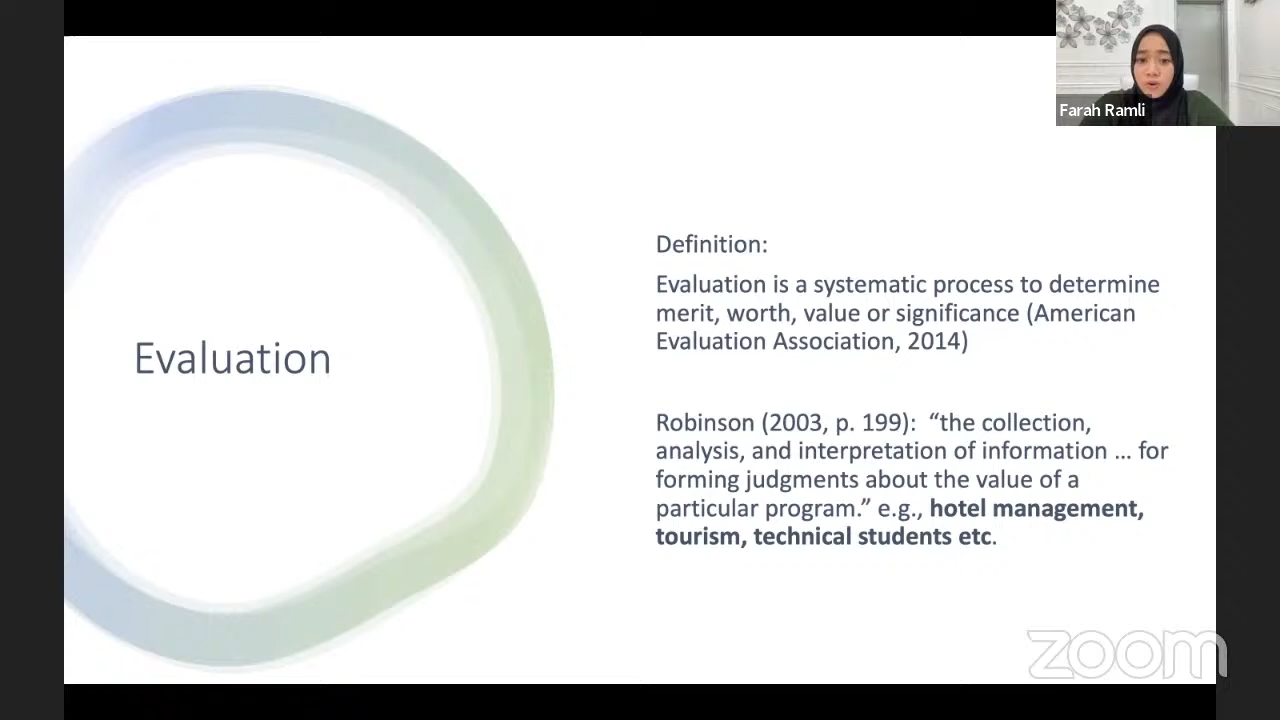 Farah Ramli
Evaluation
Definition:
Evaluation is a systematic process to determine
merit, worth, value or significance (American
Evaluation Association, 2014)
Robinson (2003, p. 199):  “the collection,
analysis, and interpretation of information ... for
forming judgments about the value of a
particular program.” e.g., hotel management,
tourism, technical students etc.
zoom